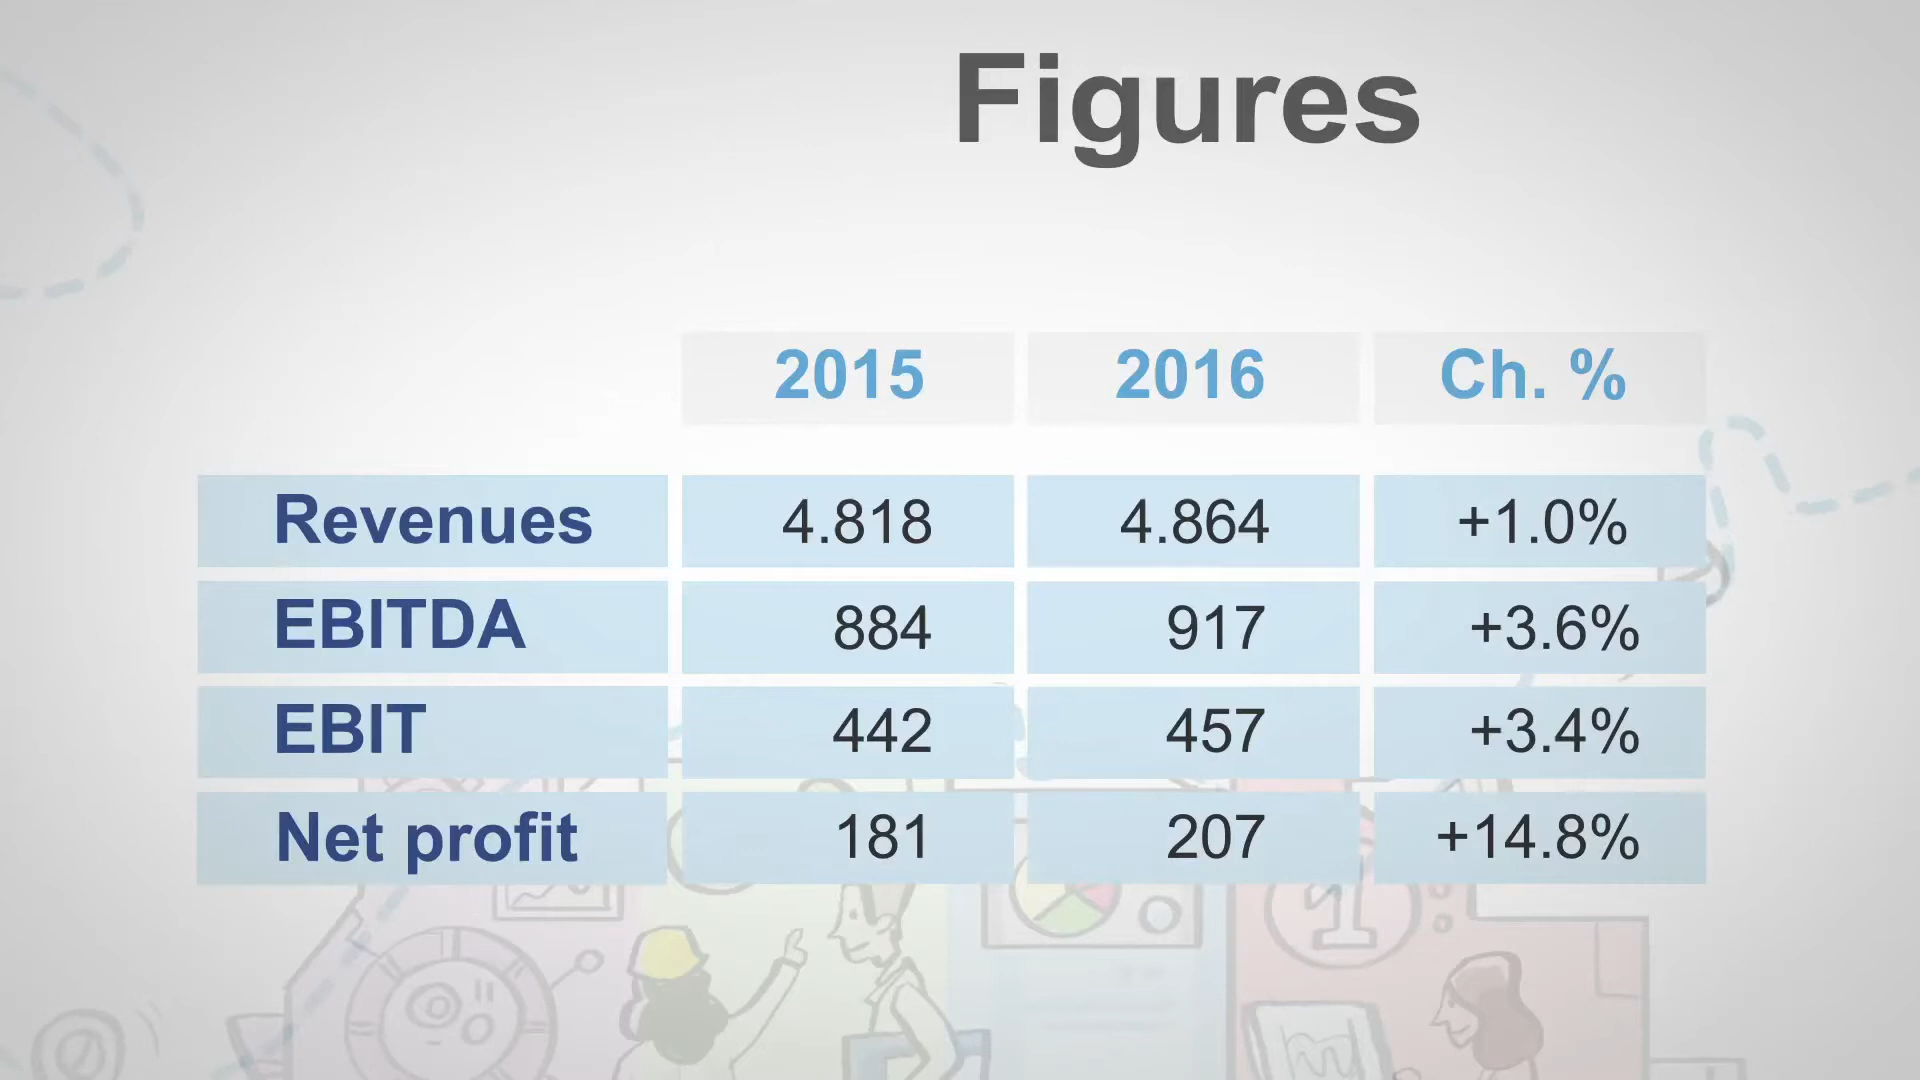 Figures
2015 2016 Ch. %
Revenues 4.818 4.864 +1.0%
EBITDA 884 917 +3.6%
EBIT 442 457 +3.4%
Net profit 181 207 +14.8%
1